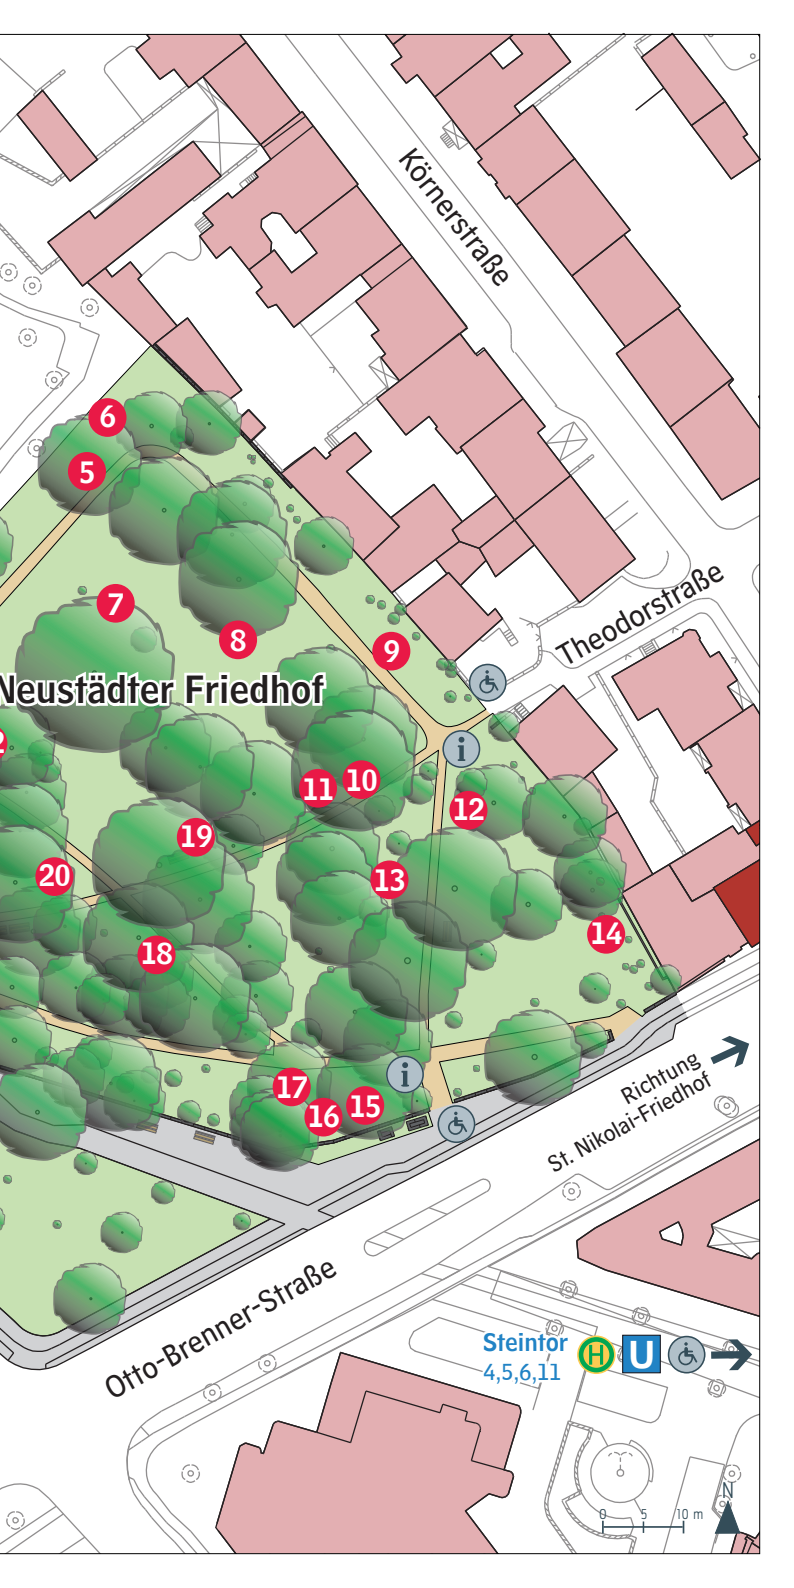 Körnerstraße
6
5
Theodorstraße
7
8
9
Neustädter Friedhof
i
2
11
10
12
19
20
13
14
18
Richtung
St. Nikolai-Friedhof
i
17
16
15
Otto-Brenner-Straße
Steintor
4,5,6,11
H
U
N
0 5 10 m